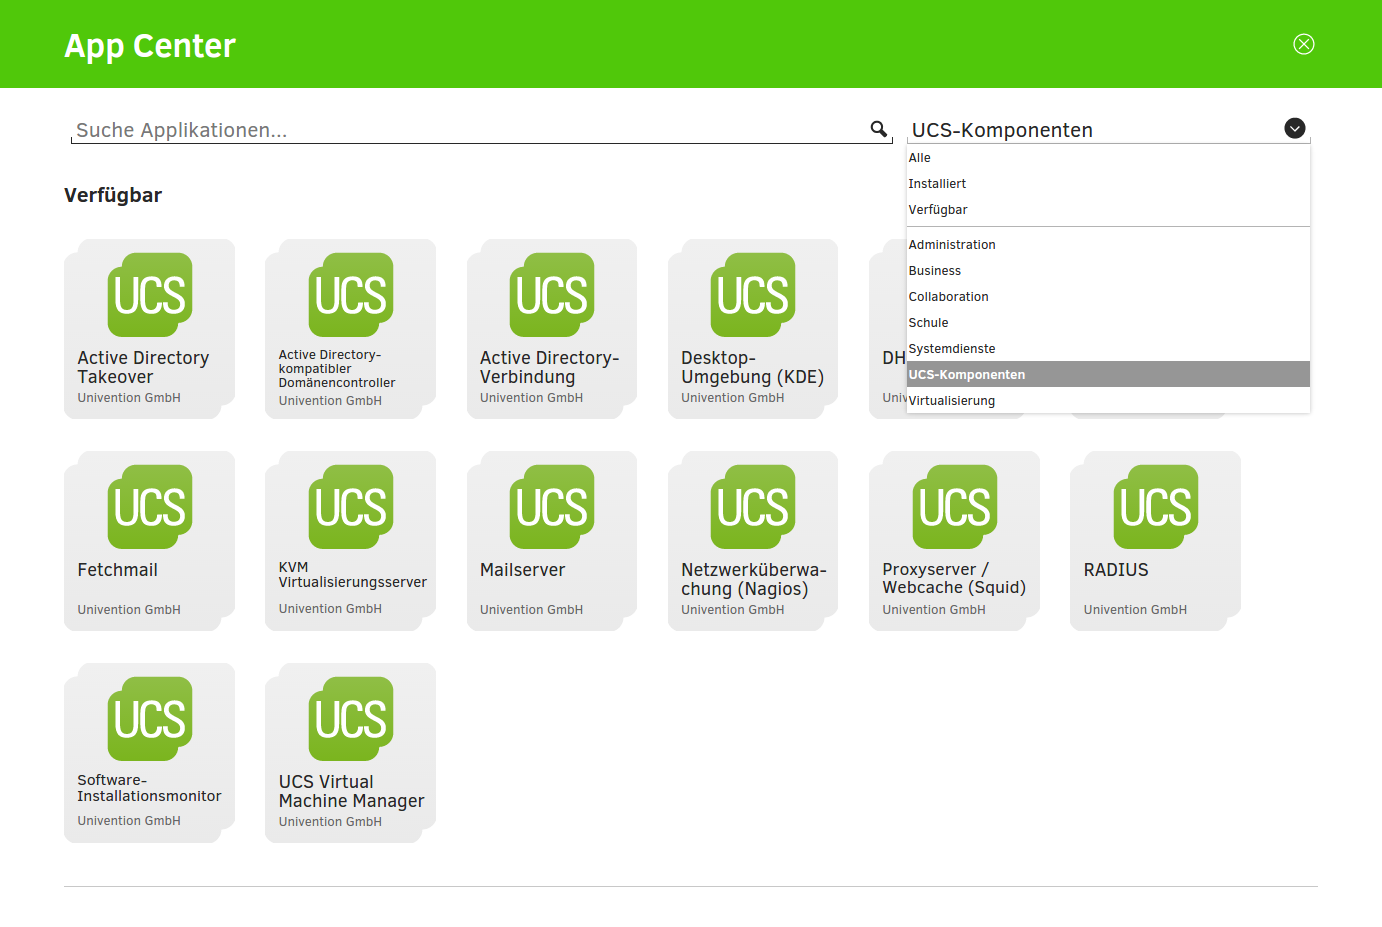 App Center
Suche Applikationen...
UCS-Komponenten
Alle
Installiert
Verfügbar
Administration
Business
Collaboration
Schule
Systemdienste
UCS-Komponenten
Virtualisierung
Verfügbar
UCS
Active Directory
Takeover
Univention GmbH
UCS
Active Directory-
kompatibler
Domänencontroller
Univention GmbH
UCS
Active Directory-
Verbindung
Univention GmbH
UCS
Desktop-
Umgebung (KDE)
Univention GmbH
DH
Univ
UCS
Fetchmail
Univention GmbH
UCS
KVM
Virtualisierungsserver
Univention GmbH
UCS
Mailserver
Univention GmbH
UCS
Netzwerküberwa-
chung (Nagios)
Univention GmbH
UCS
Proxyserver /
Webcache (Squid)
Univention GmbH
UCS
RADIUS
Univention GmbH
UCS
Software-
Installationsmonitor
Univention GmbH
UCS
UCS Virtual
Machine Manager
Univention GmbH